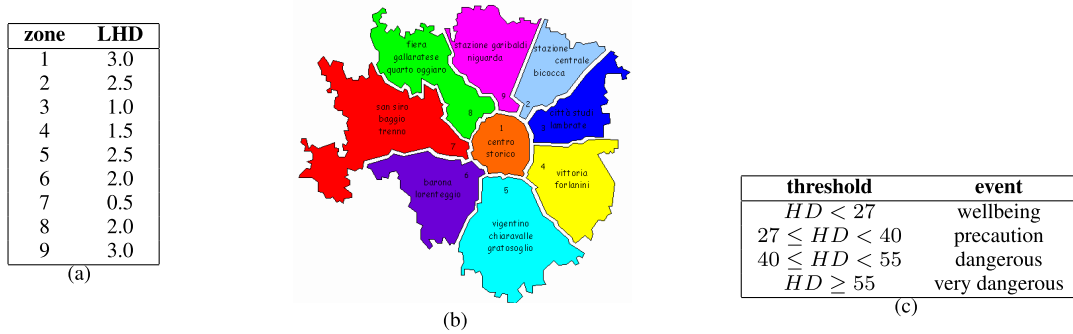 zone LHD
1 3.0
2 2.5
3 1.0
4 1.5
5 2.5
6 2.0
7 0.5
8 2.0
9 3.0
(a)
fiera
gallaratese
quarto oggiaro
8
stazione garibaldi
niguarda
9
stazione
centrale
bicocca
2
città studi
lambrate
3
san siro
baggio
trenno
7
1
centro
storico
4
vittoria
forlanini
6
barona
lorenteggio
5
vigentino
chiaravalle
gratosoglio
(b)
threshold event
HD < 27 wellbeing
27 ≤ HD < 40 precaution
40 ≤ HD < 55 dangerous
HD ≥ 55 very dangerous
(c)